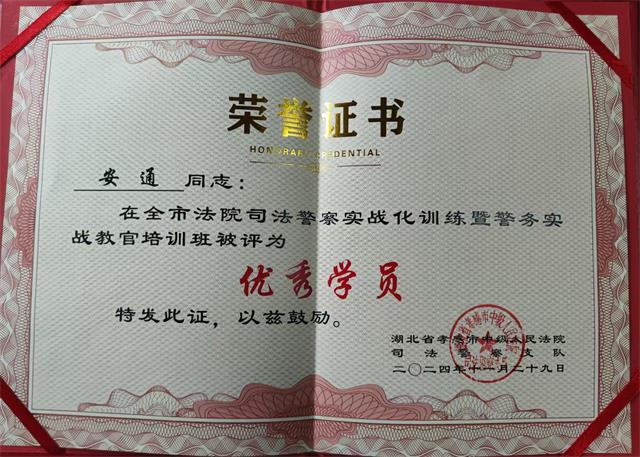 荣誉证书
HONORARY CREDENTIAL
安通同志：
在全市法院司法警察实战化训练暨警务实
战教官培训班被评为
优秀学员
特发此证，以兹鼓励。
湖北省孝感市中级人民法院
司法警察支队
二〇二四年十一月二十九日